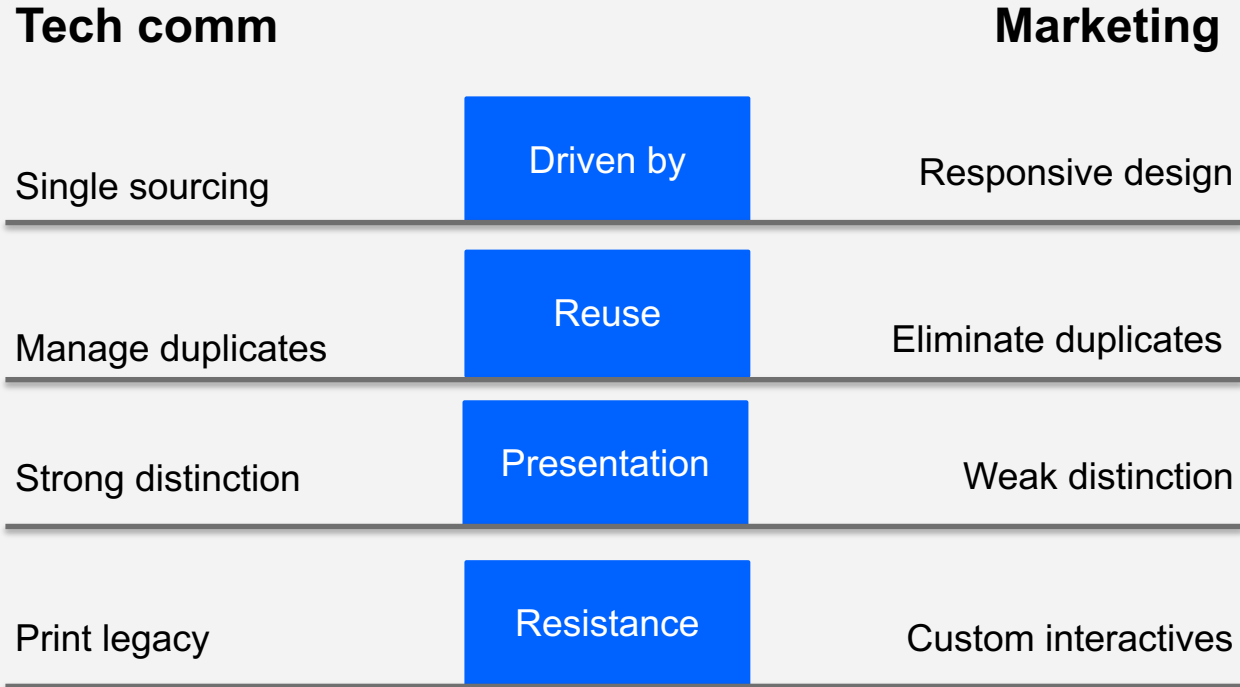 Tech comm
Marketing
Single sourcing
Driven by
Responsive design
Manage duplicates
Reuse
Eliminate duplicates
Strong distinction
Presentation
Weak distinction
Print legacy
Resistance
Custom interactives